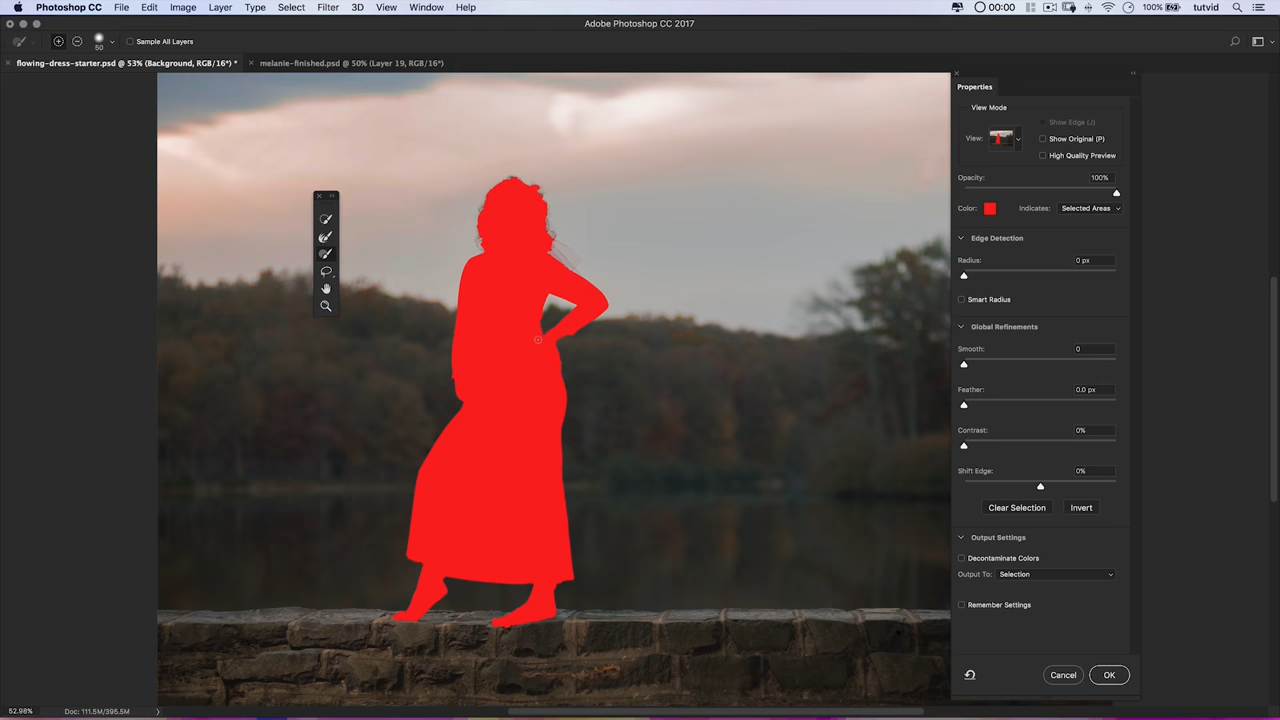 Photoshop CC File Edit Image Layer Type Select Filter 3D View Window Help 00:00 100% tutvid
Adobe Photoshop CC 2017
50 Sample All Layers
flowing-dress-starter.psd @ 53% (Background, RGB/16*) * melanie-finished.psd @ 50% (Layer 19, RGB/16*)
Properties
View Mode
Show Edge (J)
View: Show Original (P)
High Quality Preview
Opacity: 100%
Color: Indicates: Selected Areas
Edge Detection
Radius: 0 px
Smart Radius
Global Refinements
Smooth: 0
Feather: 0.0 px
Contrast: 0%
Shift Edge: 0%
Clear Selection Invert
Output Settings
Decontaminate Colors
Output To: Selection
Remember Settings
Cancel OK
52.98% Doc: 111.5M/395.5M